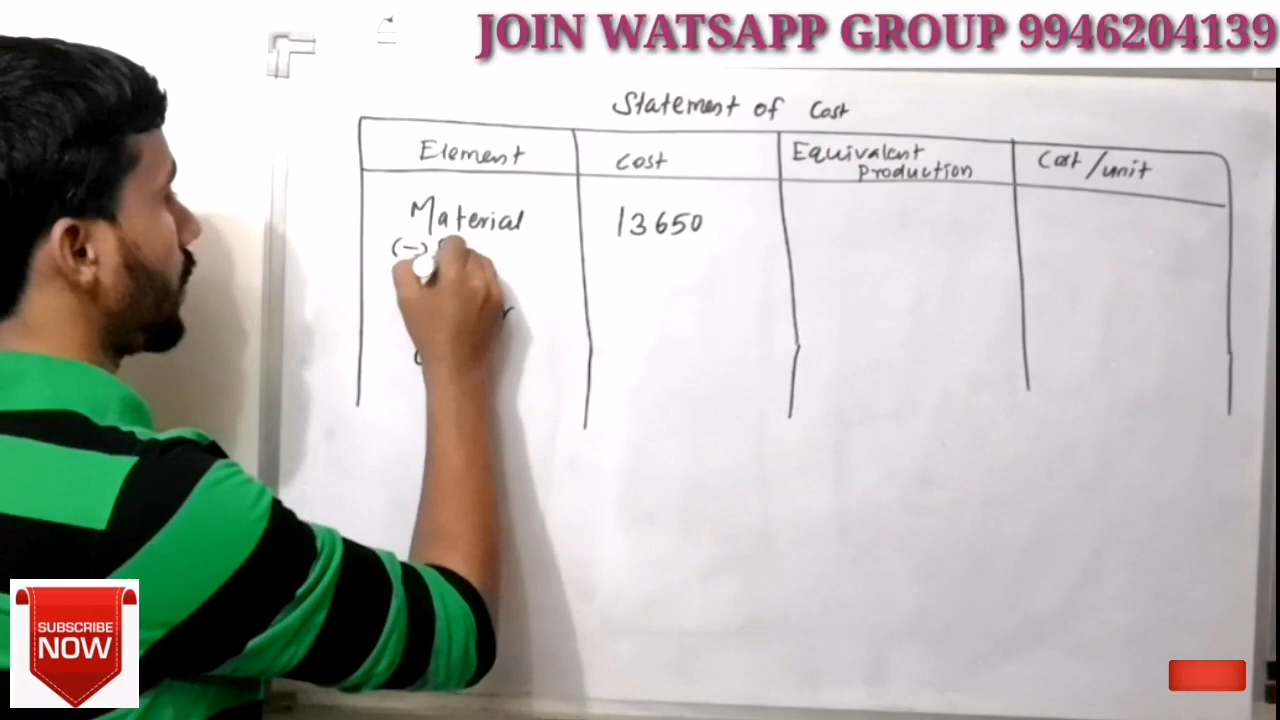 JOIN WATSAPP GROUP 9946204139
Statement of Cost
Element Cost Equivalent Production Cost/unit
Material 13650
(-)
SUBSCRIBE
NOW